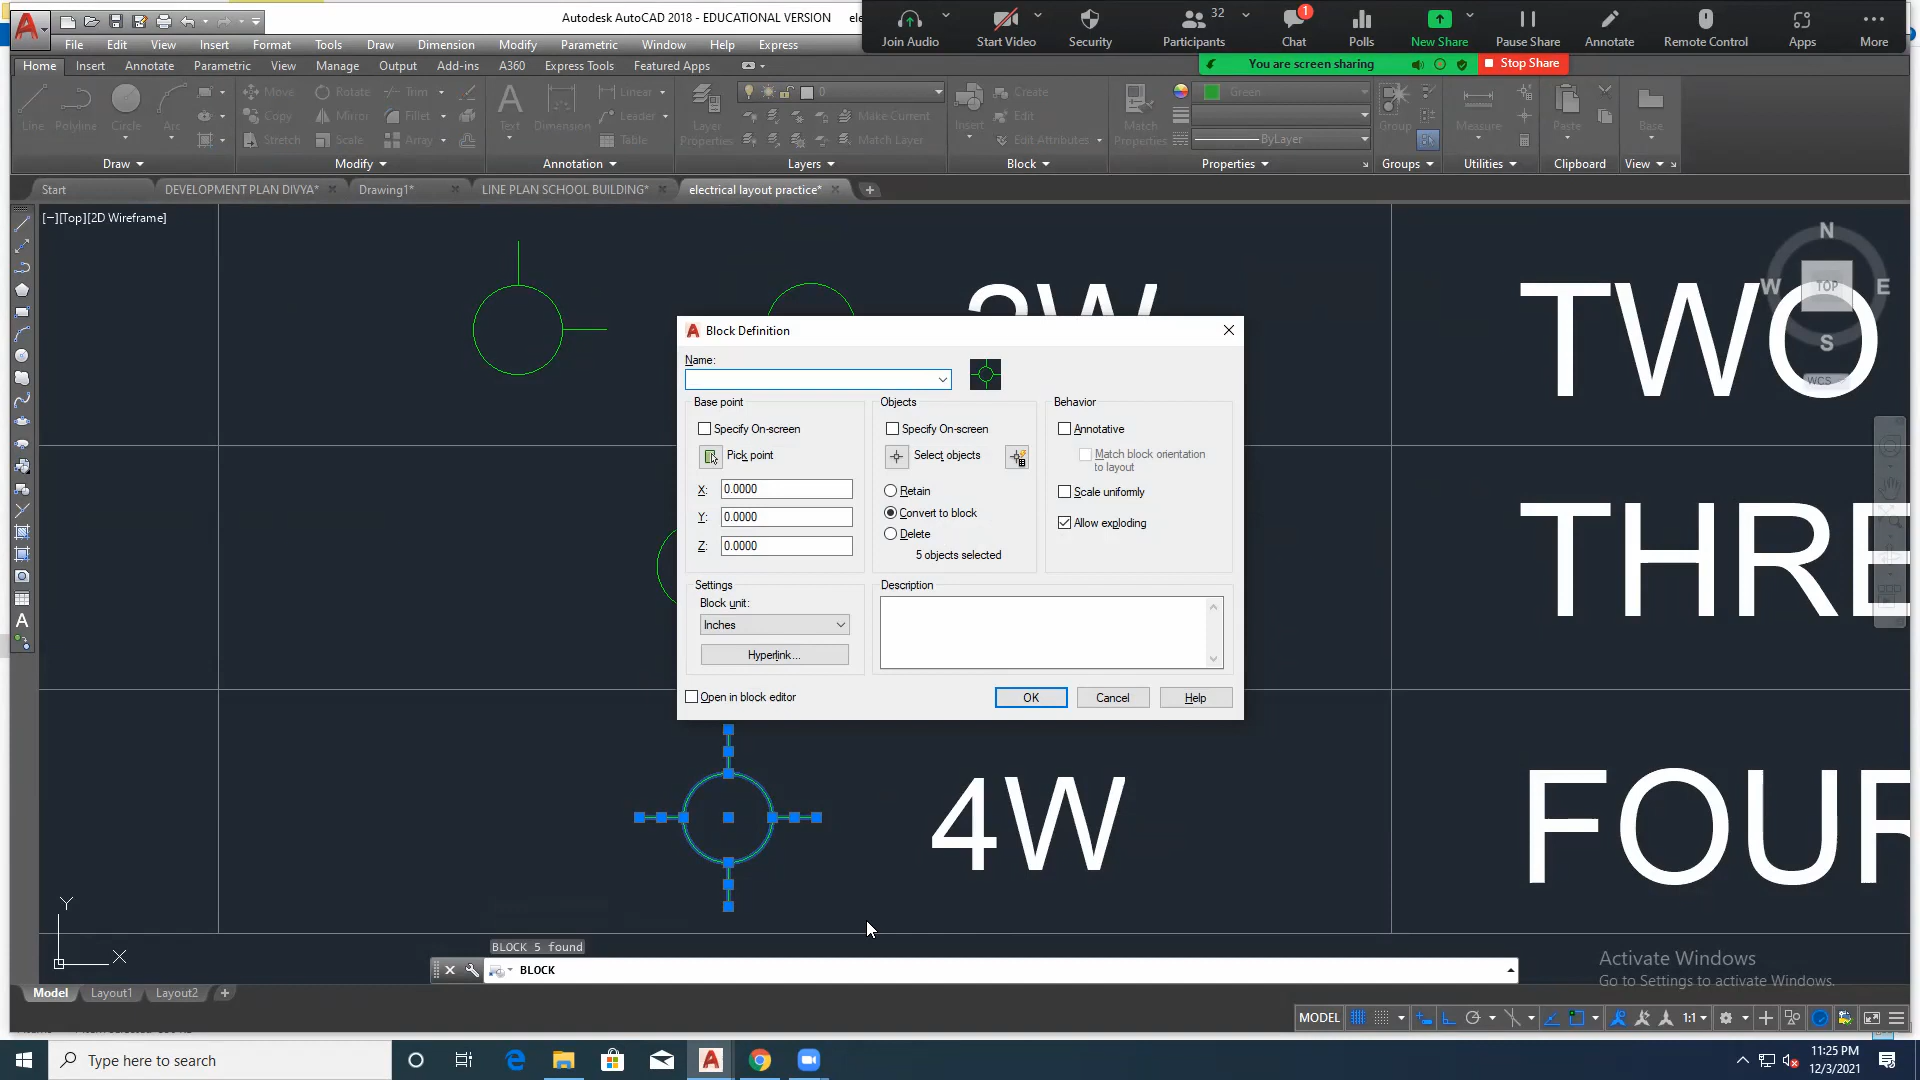 Autodesk AutoCAD 2018 - EDUCATIONAL VERSION
Join Audio
Start Video
Security
32
Participants
1
Chat
Polls
New Share
Pause Share
Annotate
Remote Control
Apps
More
File Edit View Insert Format Tools Draw Dimension Modify Parametric Window Help Express
You are screen sharing
Stop Share
Home Insert Annotate Parametric View Manage Output Add-ins A360 Express Tools Featured Apps
Line
Polyline
Circle
Arc
Move
Rotate
Trim
Copy
Mirror
Fillet
Stretch
Scale
Array
Text
Dimension
Linear
Leader
Table
Layer
Properties
0
Make Current
Match Layer
Insert
Create
Edit
Edit Attributes
Match
Properties
Green
ByLayer
Group
Measure
Paste
Base
Draw
Modify
Annotation
Layers
Block
Properties
Groups
Utilities
Clipboard
View
Start
DEVELOPMENT PLAN DIVYA*
Drawing1*
LINE PLAN SCHOOL BUILDING*
electrical layout practice*
[−][Top][2D Wireframe]
N
W
TOP
E
S
WCS
TWO
THRE
4W
FOUR
Block Definition
Name:
Base point
Specify On-screen
Pick point
X: 0.0000
Y: 0.0000
Z: 0.0000
Objects
Specify On-screen
Select objects
Retain
Convert to block
Delete
5 objects selected
Behavior
Annotative
Match block orientation
to layout
Scale uniformly
Allow exploding
Settings
Block unit:
Inches
Hyperlink...
Description
Open in block editor
OK
Cancel
Help
Y
X
BLOCK 5 found
BLOCK
Activate Windows
Go to Settings to activate Windows.
Model
Layout1
Layout2
MODEL
1:1
Type here to search
11:25 PM
12/3/2021